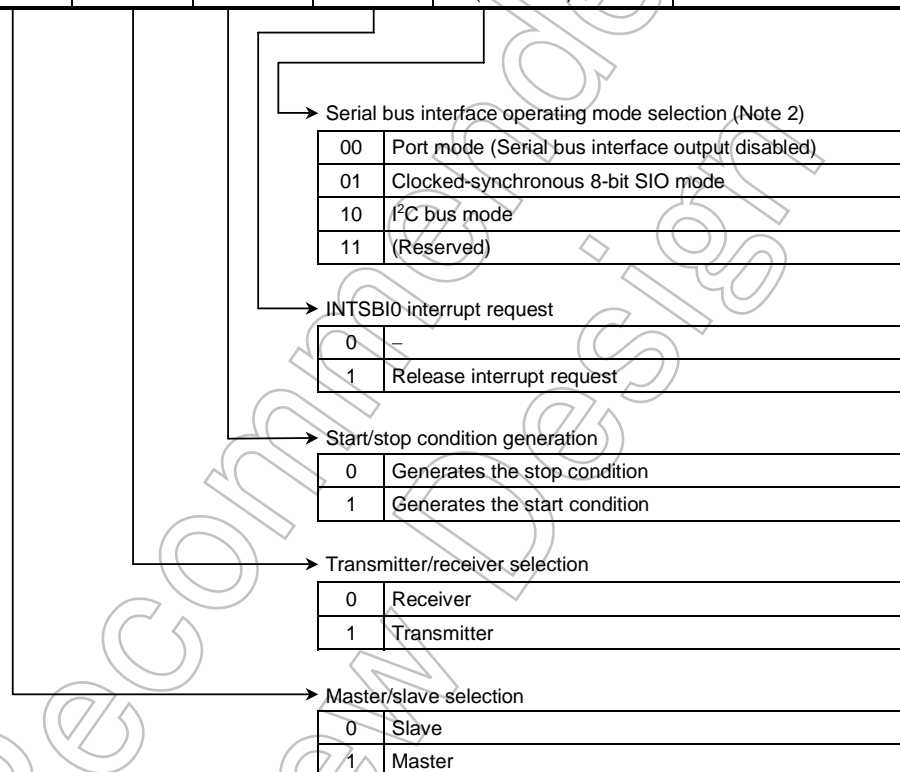 Serial bus interface operating mode selection (Note 2)
00 Port mode (Serial bus interface output disabled)
01 Clocked-synchronous 8-bit SIO mode
10 I²C bus mode
11 (Reserved)
INTSBI0 interrupt request
0 –
1 Release interrupt request
Start/stop condition generation
0 Generates the stop condition
1 Generates the start condition
Transmitter/receiver selection
0 Receiver
1 Transmitter
Master/slave selection
0 Slave
1 Master